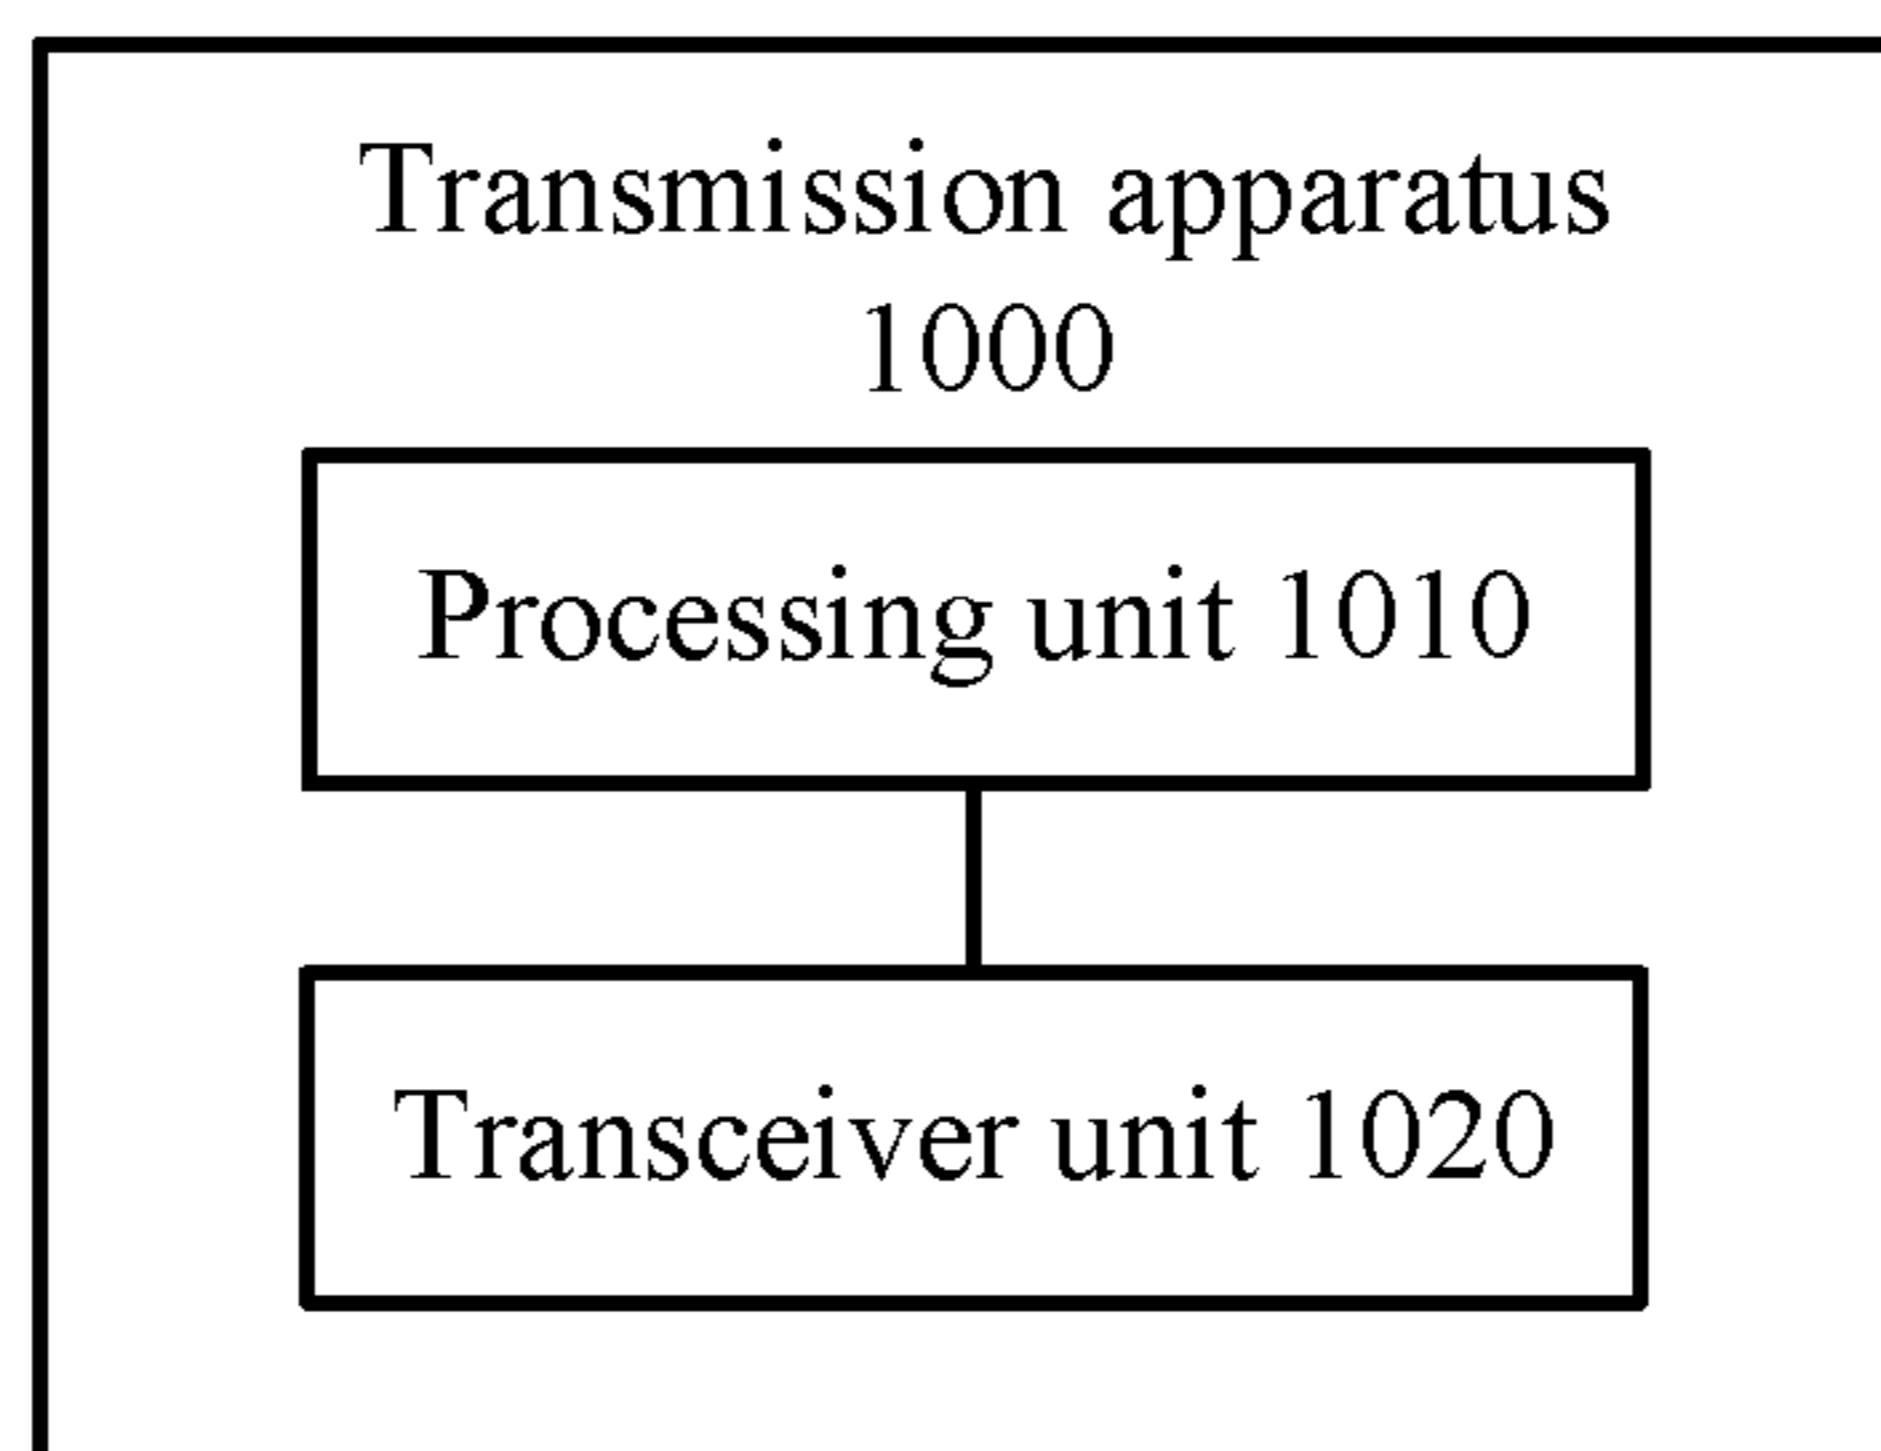 Transmission apparatus
1000
Processing unit 1010
Transceiver unit 1020